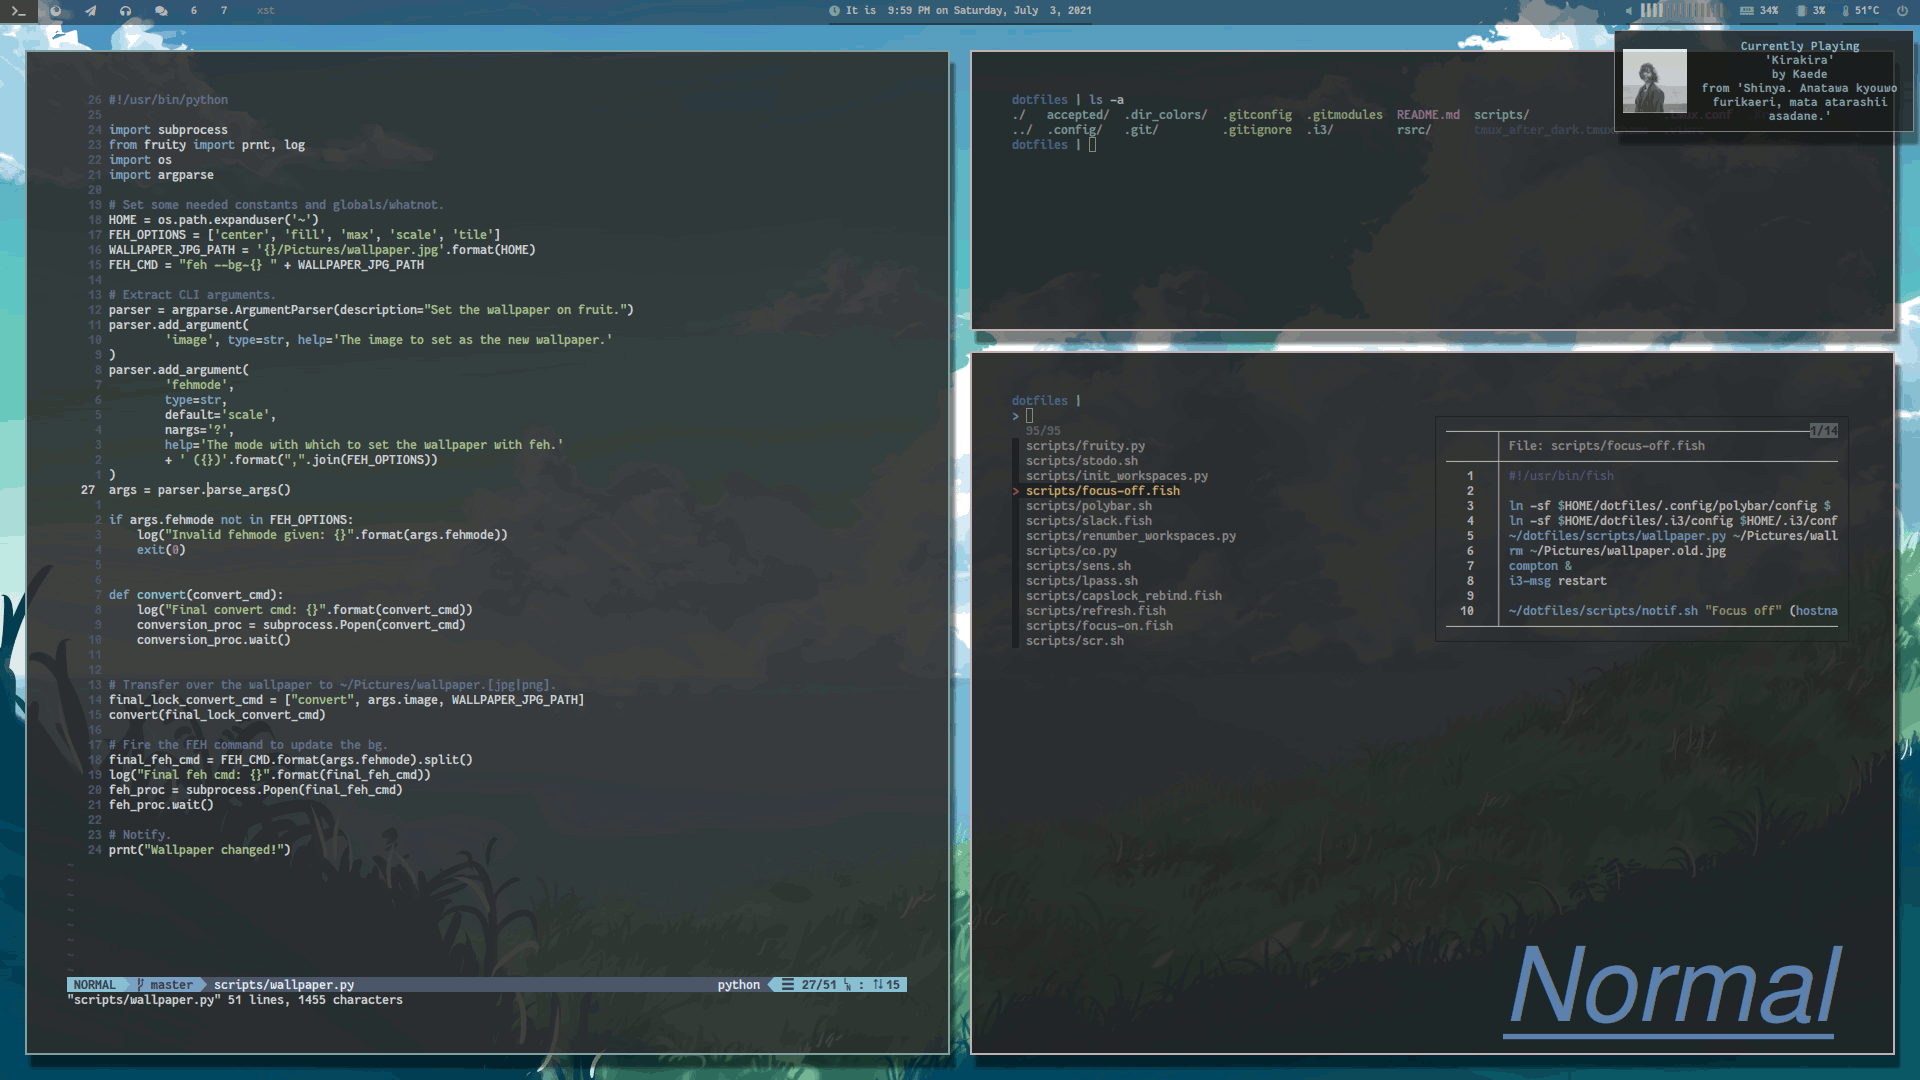 6 7 xst
It is 9:59 PM on Saturday, July 3, 2021
34% 3% 51°C
26 #!/usr/bin/python
25
24 import subprocess
23 from fruity import prnt, log
22 import os
21 import argparse
20
19 # Set some needed constants and globals/whatnot.
18 HOME = os.path.expanduser('~')
17 FEH_OPTIONS = ['center', 'fill', 'max', 'scale', 'tile']
16 WALLPAPER_JPG_PATH = '{}/Pictures/wallpaper.jpg'.format(HOME)
15 FEH_CMD = "feh --bg-{} " + WALLPAPER_JPG_PATH
14
13 # Extract CLI arguments.
12 parser = argparse.ArgumentParser(description="Set the wallpaper on fruit.")
11 parser.add_argument(
10         'image', type=str, help='The image to set as the new wallpaper.'
9 )
8 parser.add_argument(
7         'fehmode',
6         type=str,
5         default='scale',
4         nargs='?',
3         help='The mode with which to set the wallpaper with feh.'
2         + ' ({})'.format(",".join(FEH_OPTIONS))
1 )
27 args = parser.parse_args()
1
2 if args.fehmode not in FEH_OPTIONS:
3     log("Invalid fehmode given: {}".format(args.fehmode))
4     exit(0)
5
6
7 def convert(convert_cmd):
8     log("Final convert cmd: {}".format(convert_cmd))
9     conversion_proc = subprocess.Popen(convert_cmd)
10     conversion_proc.wait()
11
12
13 # Transfer over the wallpaper to ~/Pictures/wallpaper.[jpg|png].
14 final_lock_convert_cmd = ["convert", args.image, WALLPAPER_JPG_PATH]
15 convert(final_lock_convert_cmd)
16
17 # Fire the FEH command to update the bg.
18 final_feh_cmd = FEH_CMD.format(args.fehmode).split()
19 log("Final feh cmd: {}".format(final_feh_cmd))
20 feh_proc = subprocess.Popen(final_feh_cmd)
21 feh_proc.wait()
22
23 # Notify.
24 prnt("Wallpaper changed!")
~
~
~
~
~
~
~
~
NORMAL master scripts/wallpaper.py python 27/51 : 15
"scripts/wallpaper.py" 51 lines, 1455 characters
dotfiles | ls -a
./ accepted/ .dir_colors/ .gitconfig .gitmodules README.md scripts/ .tmux.conf
../ .config/ .git/ .gitignore .i3/ rsrc/ tmux_after_dark.tmux
dotfiles |
Currently Playing
'Kirakira'
by Kaede
from 'Shinya. Anatawa kyouwo
furikaeri, mata atarashii
asadane.'
dotfiles |
>
95/95
scripts/fruity.py
scripts/stodo.sh
scripts/init_workspaces.py
> scripts/focus-off.fish
scripts/polybar.sh
scripts/slack.fish
scripts/renumber_workspaces.py
scripts/co.py
scripts/sens.sh
scripts/lpass.sh
scripts/capslock_rebind.fish
scripts/refresh.fish
scripts/focus-on.fish
scripts/scr.sh
1/14
File: scripts/focus-off.fish
1 #!/usr/bin/fish
2
3 ln -sf $HOME/dotfiles/.config/polybar/config $
4 ln -sf $HOME/dotfiles/.i3/config $HOME/.i3/conf
5 ~/dotfiles/scripts/wallpaper.py ~/Pictures/wall
6 rm ~/Pictures/wallpaper.old.jpg
7 compton &
8 i3-msg restart
9
10 ~/dotfiles/scripts/notif.sh "Focus off" (hostna
Normal